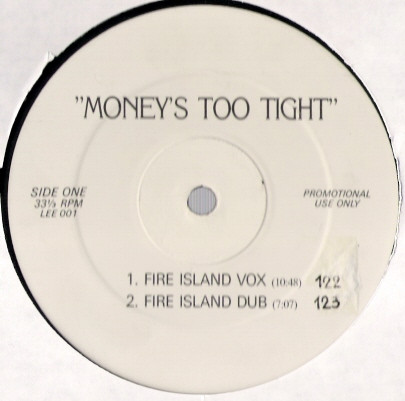 "MONEY'S TOO TIGHT"
SIDE ONE
33⅓ RPM
LEE 001
PROMOTIONAL
USE ONLY
1. FIRE ISLAND VOX (10:48) 122
2. FIRE ISLAND DUB (7:07) 123